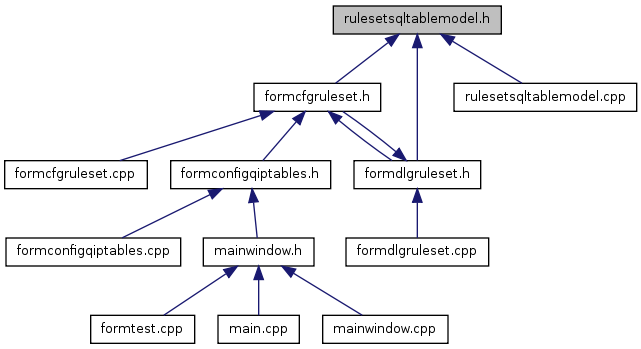 rulesetsqltablemodel.h
formcfgruleset.h
rulesetsqltablemodel.cpp
formcfgruleset.cpp
formconfigqiptables.h
formdlgruleset.h
formconfigqiptables.cpp
mainwindow.h
formdlgruleset.cpp
formtest.cpp
main.cpp
mainwindow.cpp